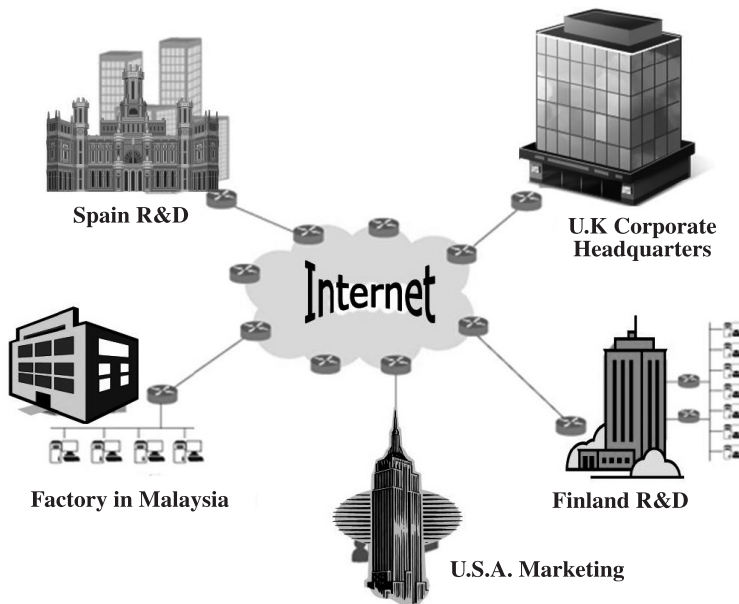 Spain R&D
U.K Corporate
Headquarters
Internet
Factory in Malaysia
Finland R&D
U.S.A. Marketing